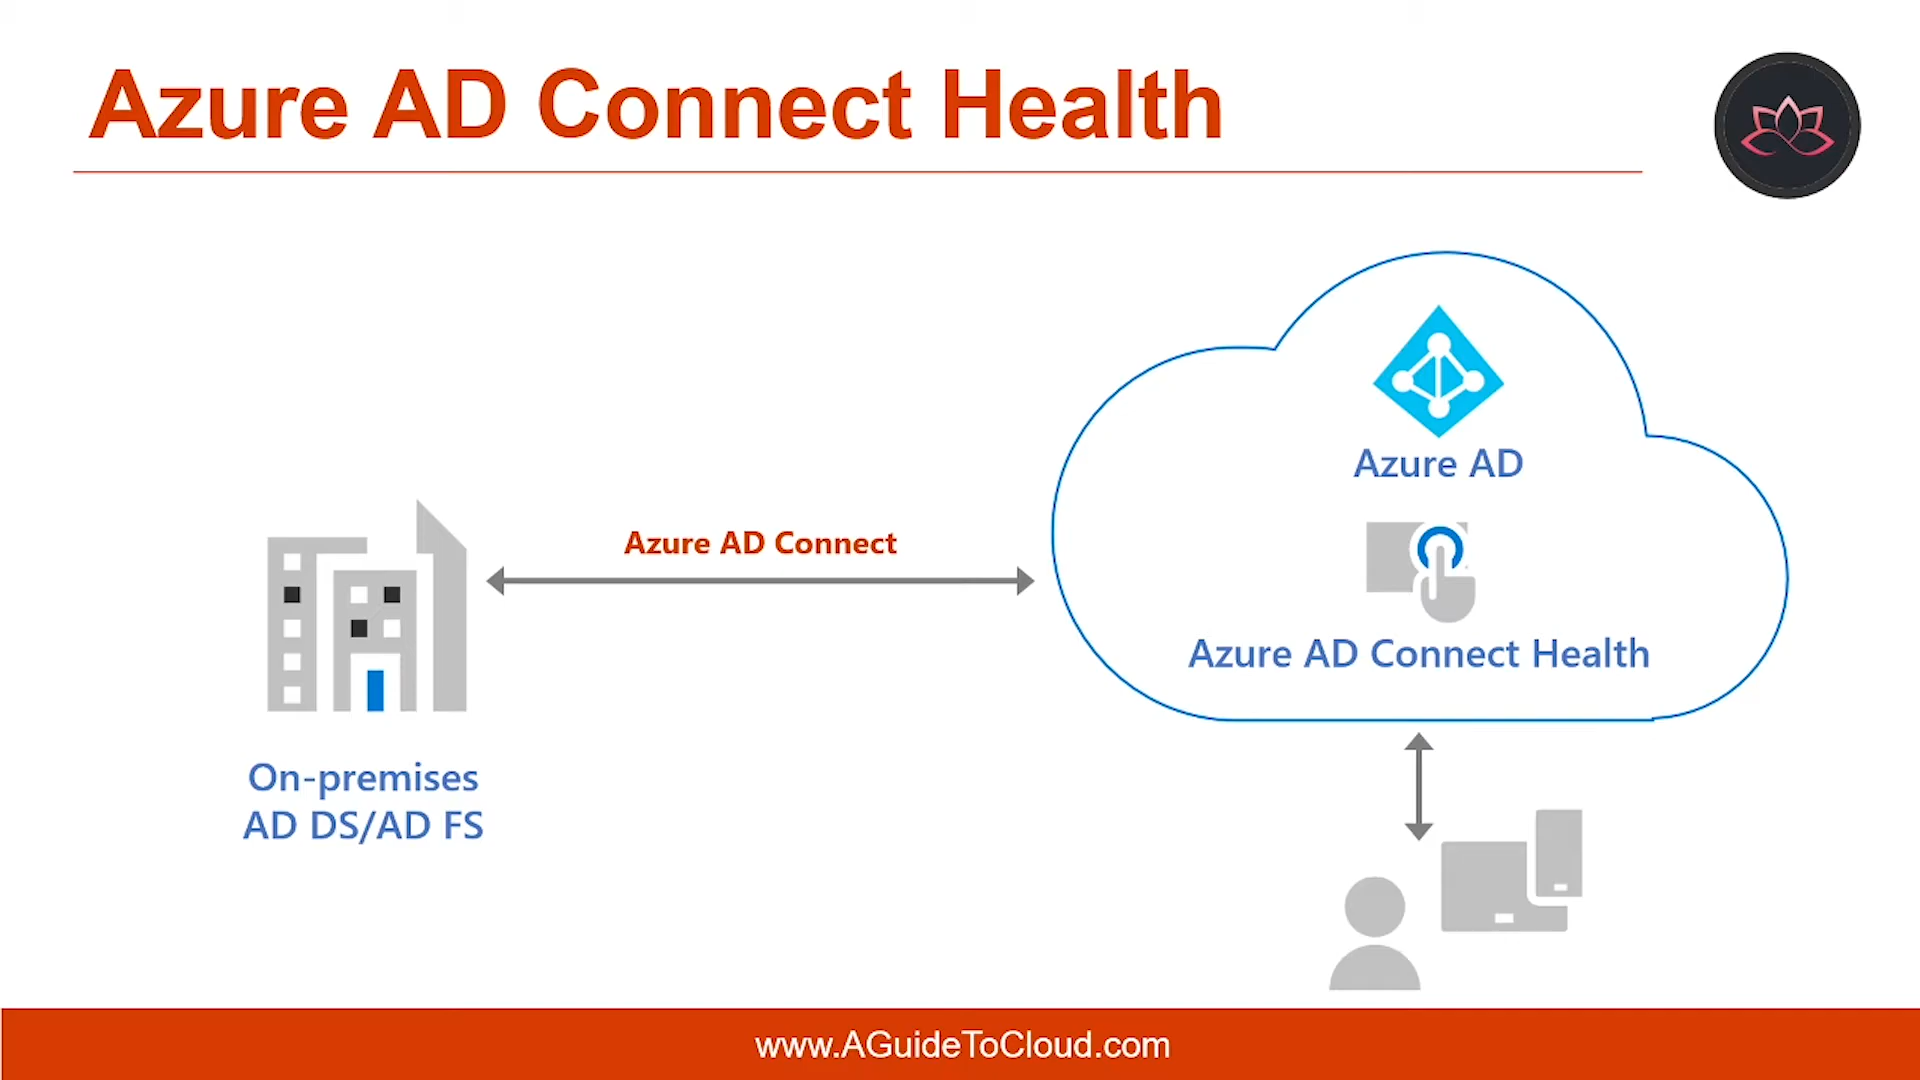 Azure AD Connect Health
Azure AD
Azure AD Connect
Azure AD Connect Health
On-premises
AD DS/AD FS
www.AGuideToCloud.com